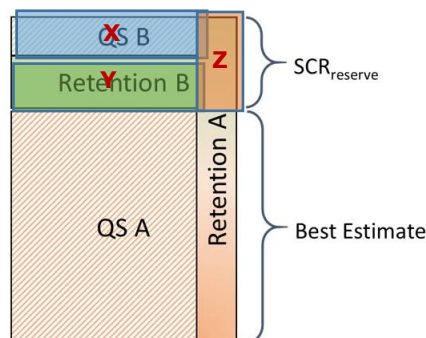 QS B
X
Z
SCRreserve
Retention B
Y
Retention A
QS A
Best Estimate